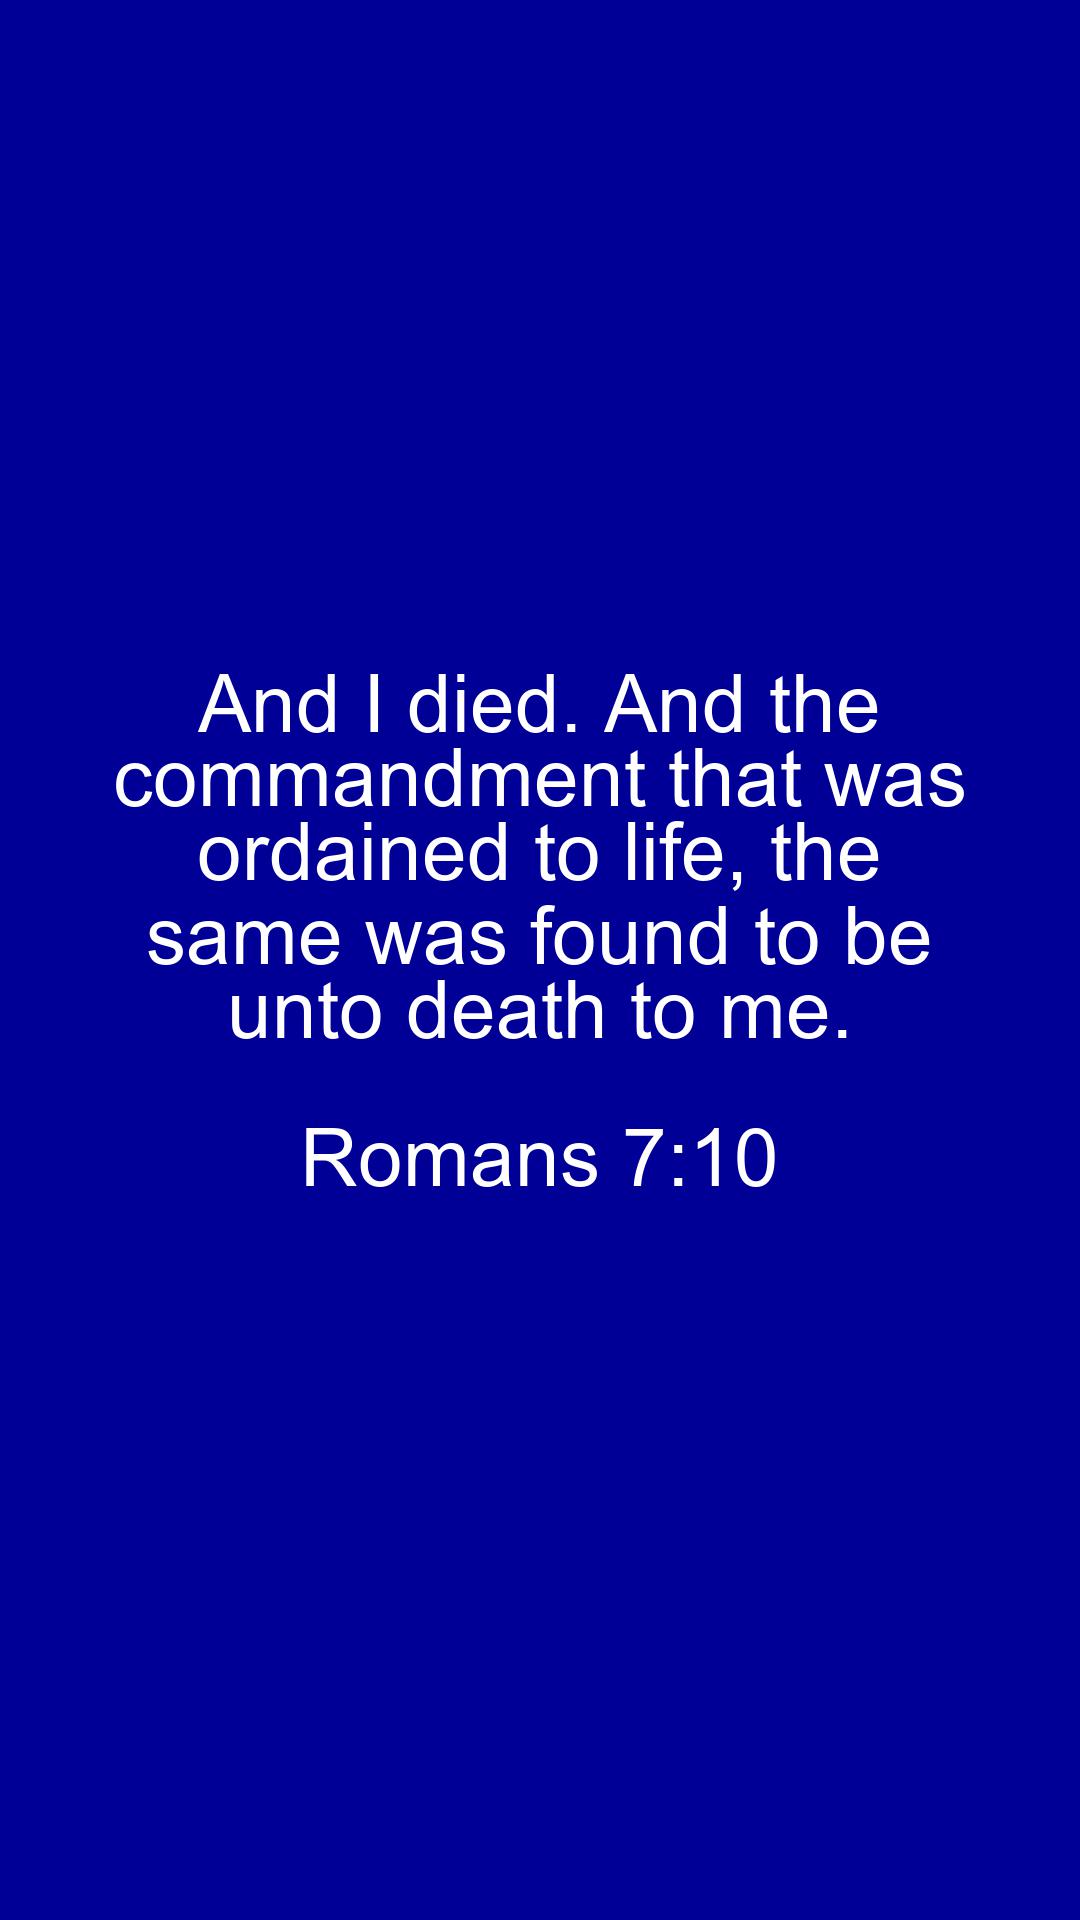 And I died. And the
commandment that was
ordained to life, the
same was found to be
unto death to me.
Romans 7:10